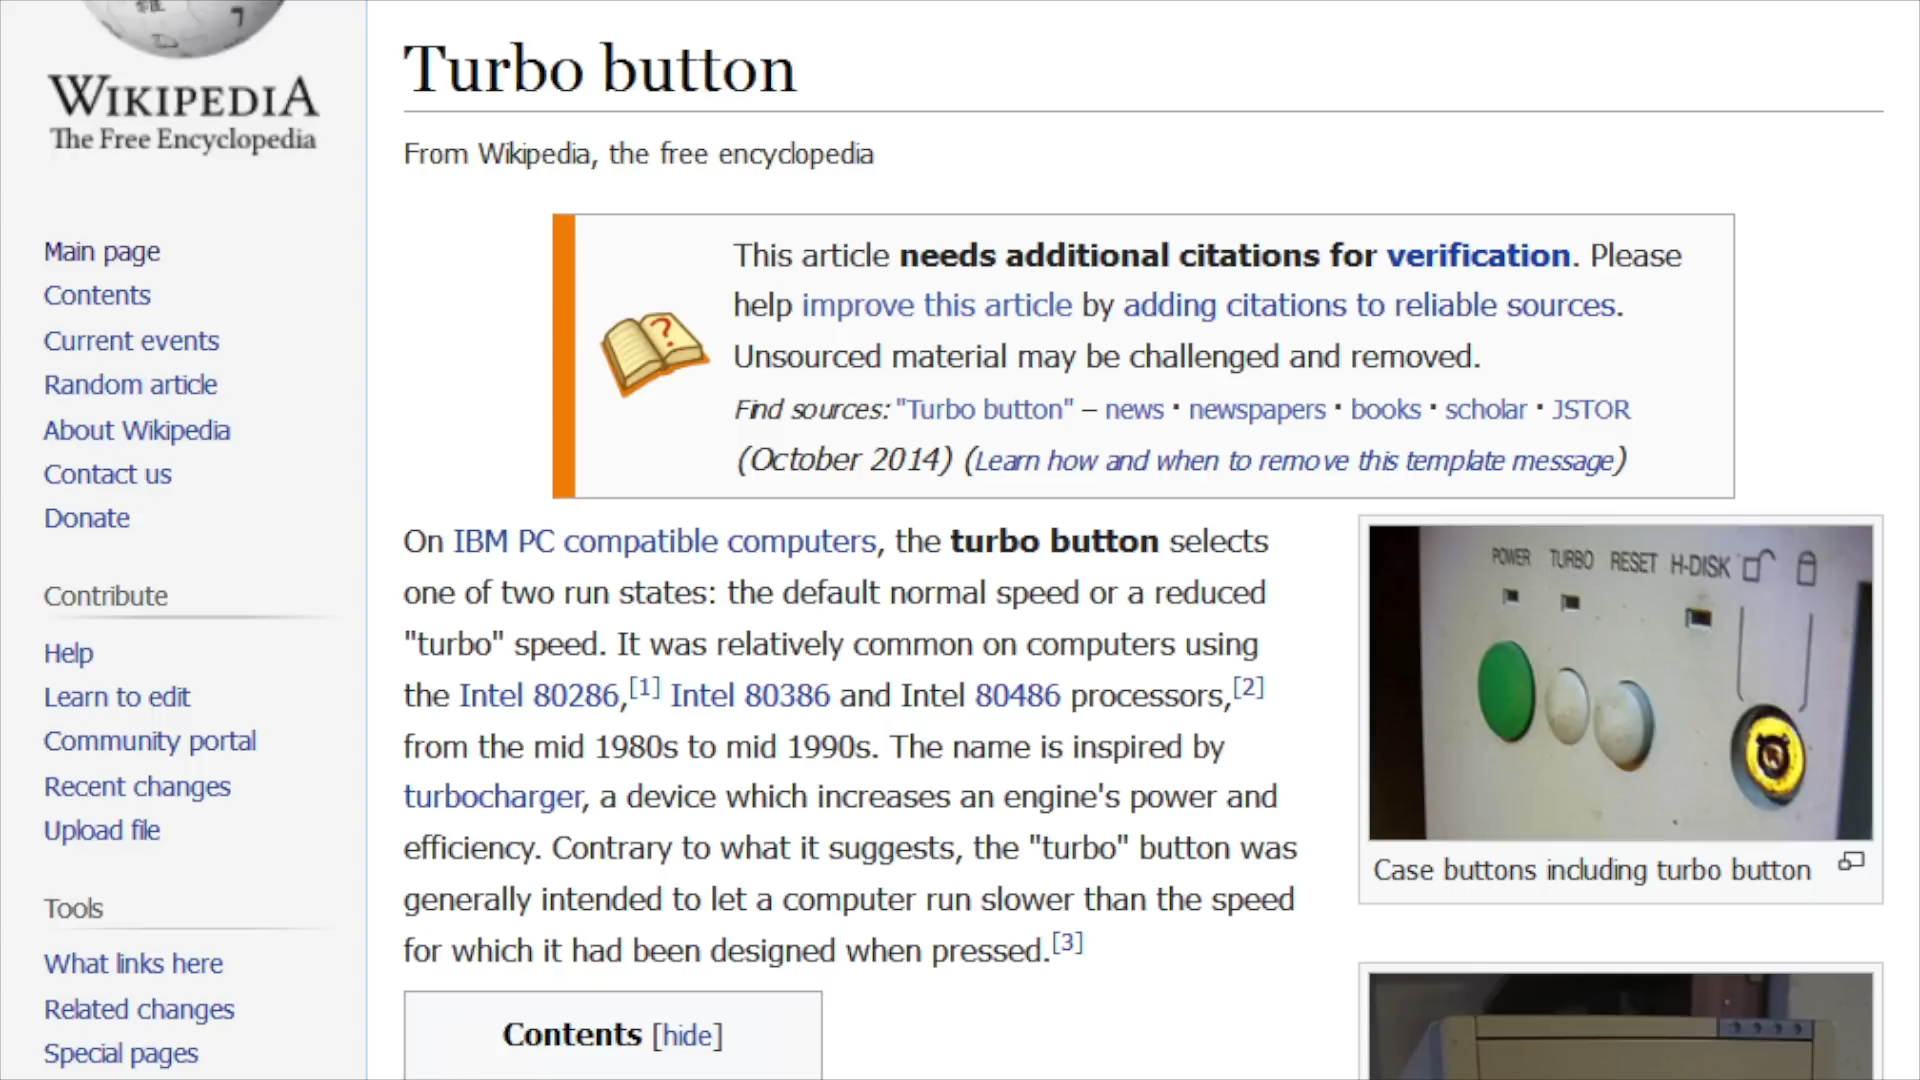 WIKIPEDIA
The Free Encyclopedia
Main page
Contents
Current events
Random article
About Wikipedia
Contact us
Donate
Contribute
Help
Learn to edit
Community portal
Recent changes
Upload file
Tools
What links here
Related changes
Special pages
Turbo button
From Wikipedia, the free encyclopedia
This article needs additional citations for verification. Please
help improve this article by adding citations to reliable sources.
Unsourced material may be challenged and removed.
Find sources: "Turbo button" – news · newspapers · books · scholar · JSTOR
(October 2014) (Learn how and when to remove this template message)
On IBM PC compatible computers, the turbo button selects
one of two run states: the default normal speed or a reduced
"turbo" speed. It was relatively common on computers using
the Intel 80286,[1] Intel 80386 and Intel 80486 processors,[2]
from the mid 1980s to mid 1990s. The name is inspired by
turbocharger, a device which increases an engine's power and
efficiency. Contrary to what it suggests, the "turbo" button was
generally intended to let a computer run slower than the speed
for which it had been designed when pressed.[3]
Contents [hide]
POWER TURBO RESET H-DISK
Case buttons including turbo button